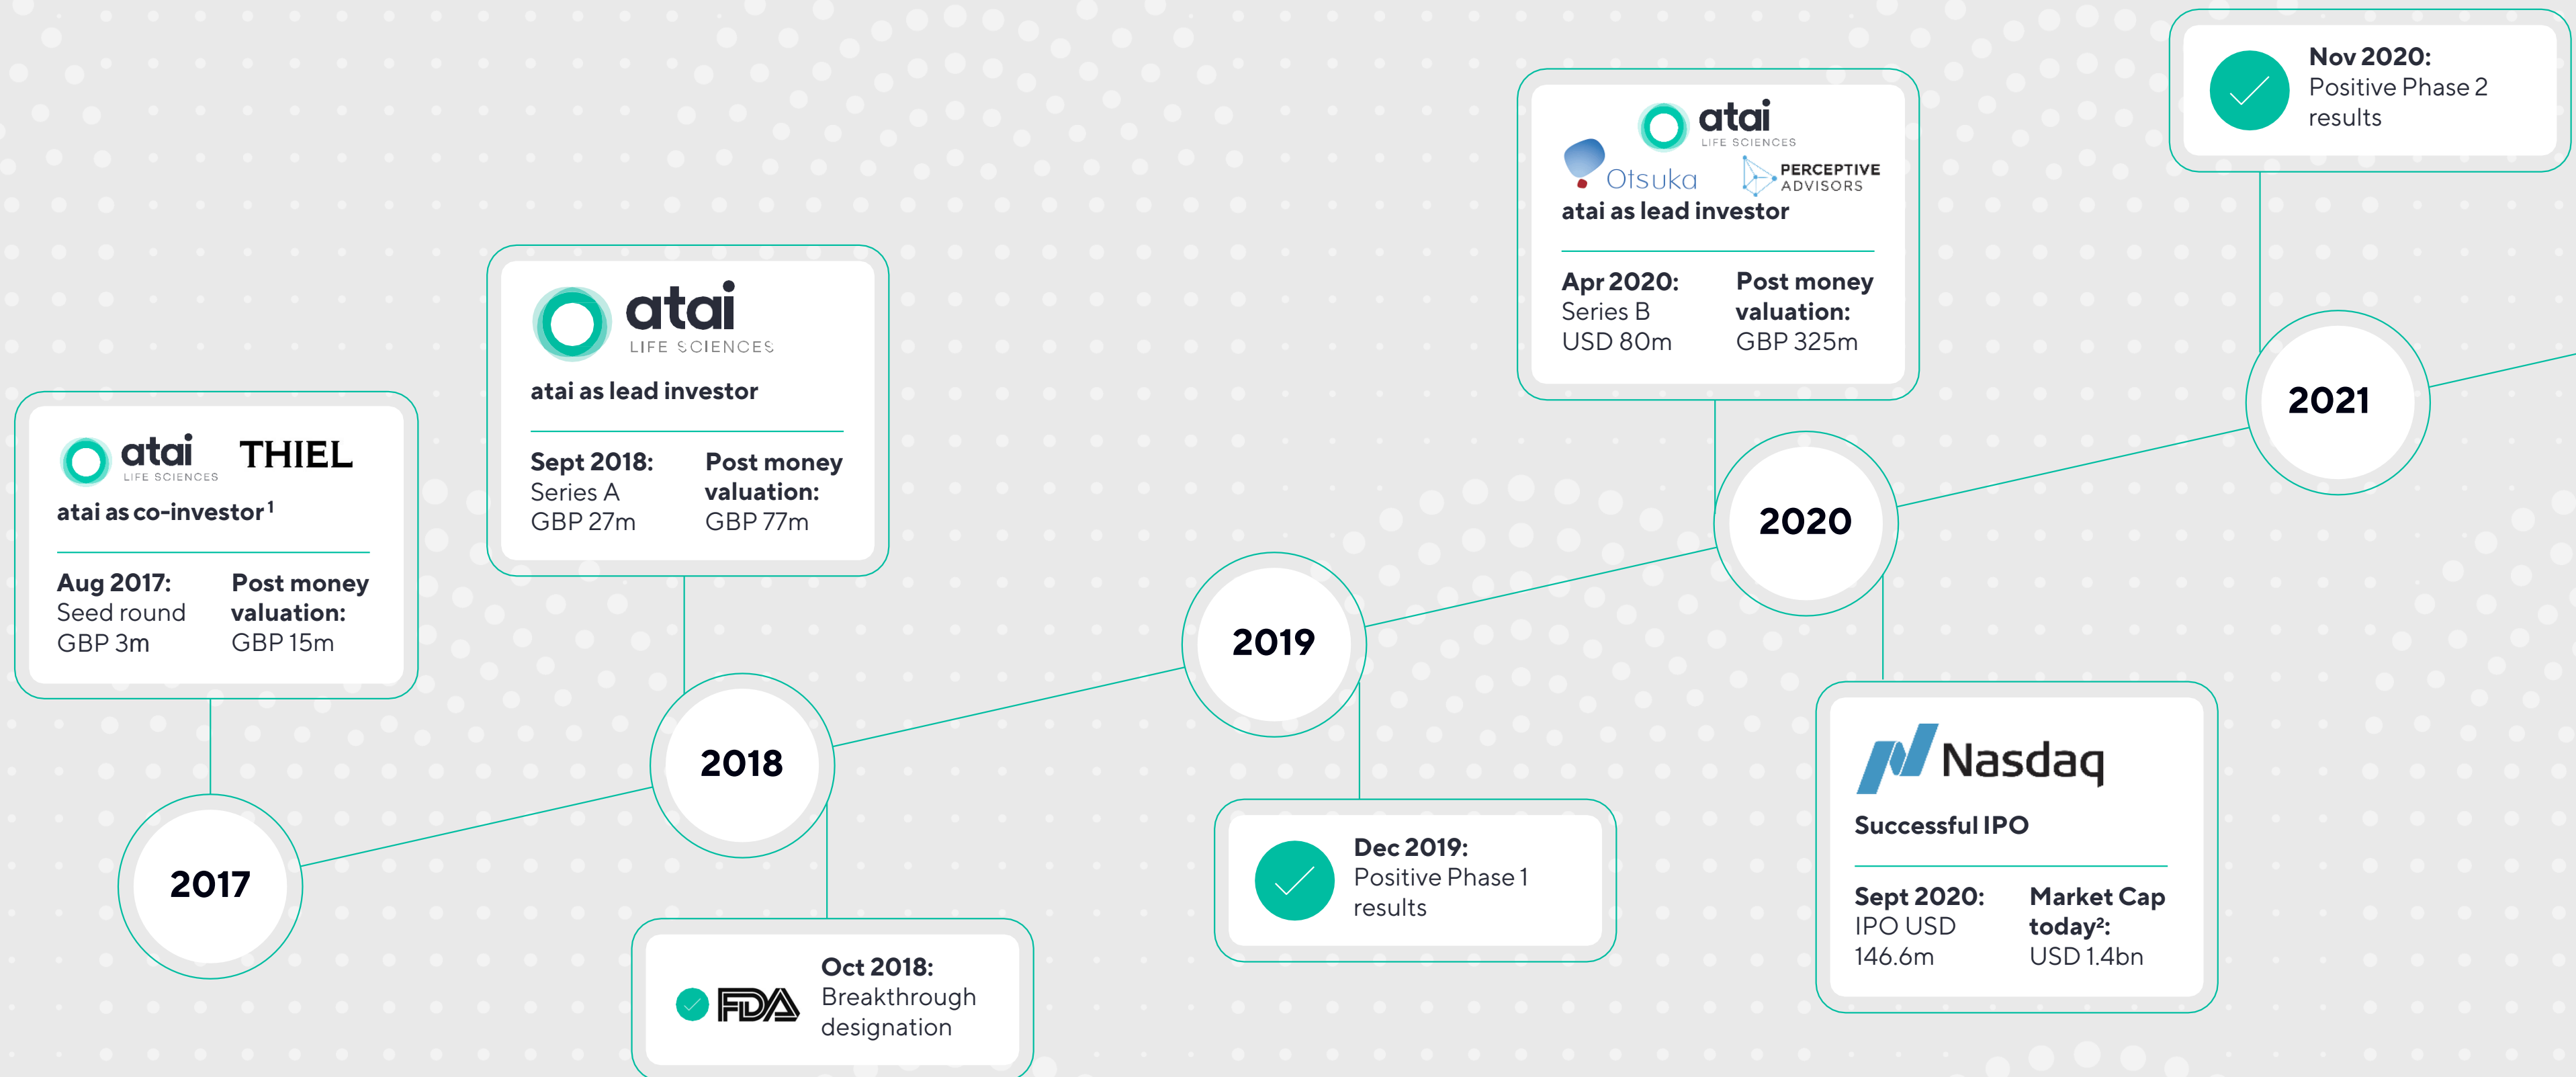 atai
LIFE SCIENCES
THIEL
atai as co-investor¹
Aug 2017:
Seed round
GBP 3m
Post money
valuation:
GBP 15m
2017
atai
LIFE SCIENCES
atai as lead investor
Sept 2018:
Series A
GBP 27m
Post money
valuation:
GBP 77m
2018
FDA
Oct 2018:
Breakthrough
designation
2019
Dec 2019:
Positive Phase 1
results
atai
LIFE SCIENCES
Otsuka
PERCEPTIVE
ADVISORS
atai as lead investor
Apr 2020:
Series B
USD 80m
Post money
valuation:
GBP 325m
2020
Nasdaq
Successful IPO
Sept 2020:
IPO USD
146.6m
Market Cap
today²:
USD 1.4bn
Nov 2020:
Positive Phase 2
results
2021